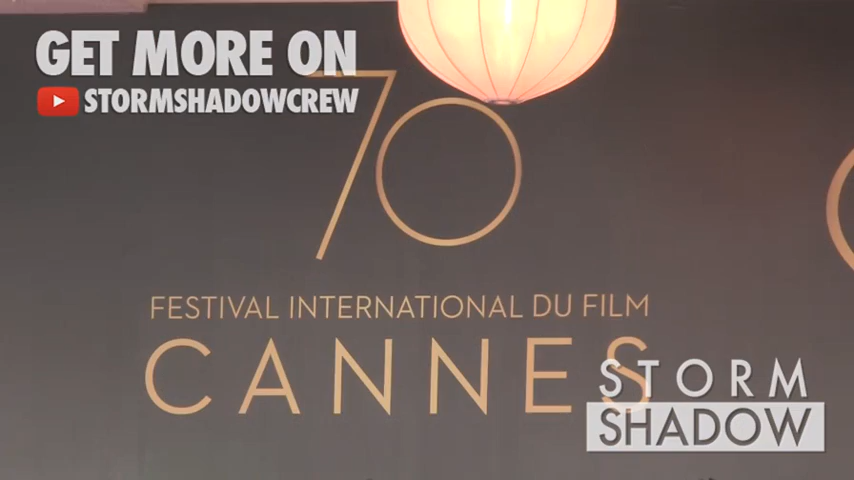 GET MORE ON
STORMSHADOWCREW
70
FESTIVAL INTERNATIONAL DU FILM
CANNES
STORM
SHADOW